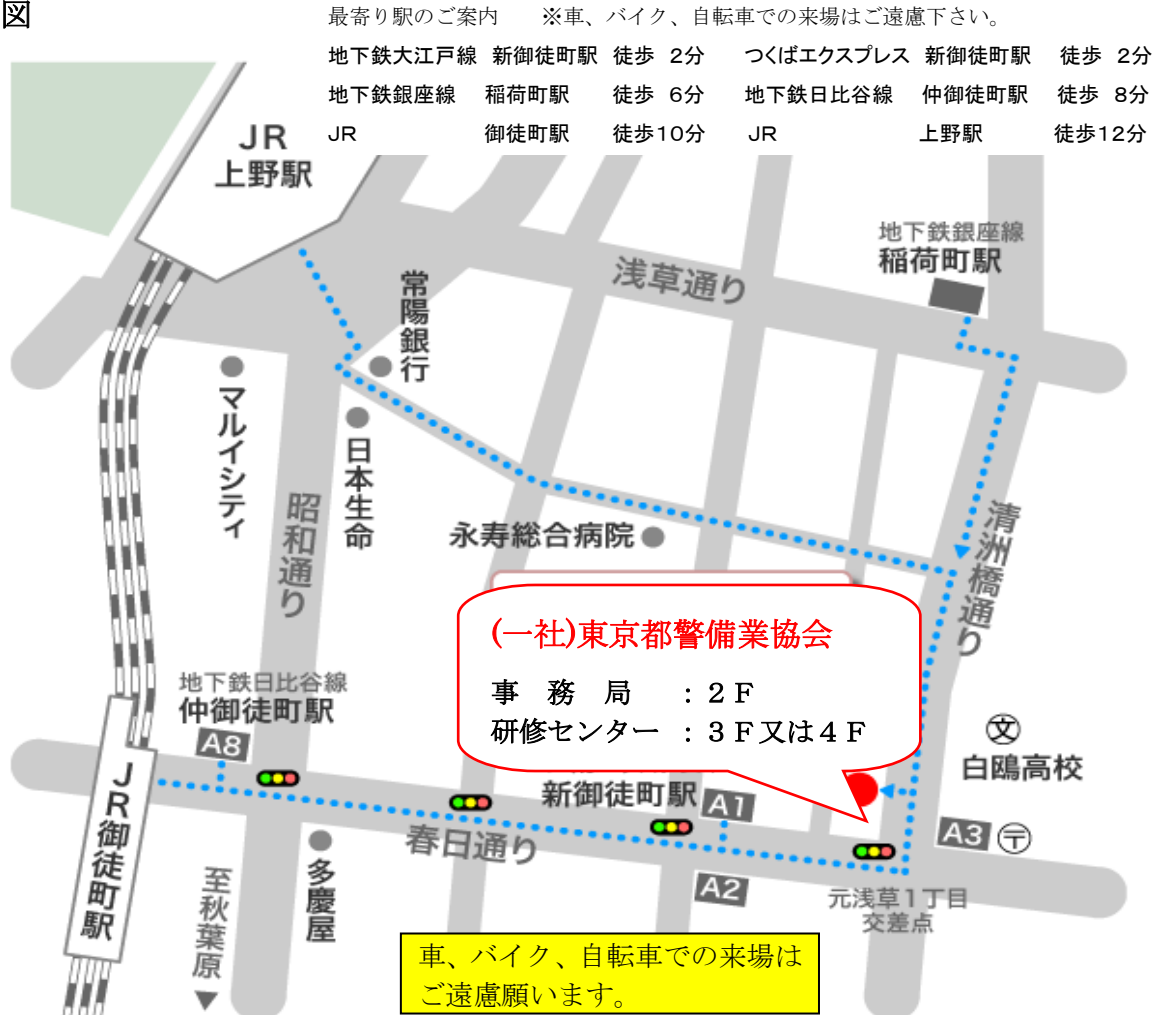 図
最寄り駅のご案内　　※車、バイク、自転車での来場はご遠慮下さい。
地下鉄大江戸線 新御徒町駅 徒歩 2分 つくばエクスプレス 新御徒町駅 徒歩 2分
地下鉄銀座線 稲荷町駅 徒歩 6分 地下鉄日比谷線 仲御徒町駅 徒歩 8分
JR 御徒町駅 徒歩10分 JR 上野駅 徒歩12分
JR
上野駅
地下鉄銀座線
稲荷町駅
浅草通り
常陽銀行
マルイシティ
日本生命
昭和通り
永寿総合病院
清洲橋通り
(一社)東京都警備業協会
事　務　局　：２Ｆ
研修センター ：３Ｆ又は４Ｆ
地下鉄日比谷線
仲御徒町駅
A8
文
白鴎高校
JR御徒町駅
新御徒町駅
A1
春日通り
A3
〒
多慶屋
A2
元浅草1丁目
交差点
至秋葉原
車、バイク、自転車での来場は
ご遠慮願います。